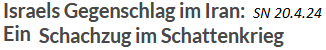 Israels Gegenschlag im Iran: SN 20.4.24
Ein Schachzug im Schattenkrieg